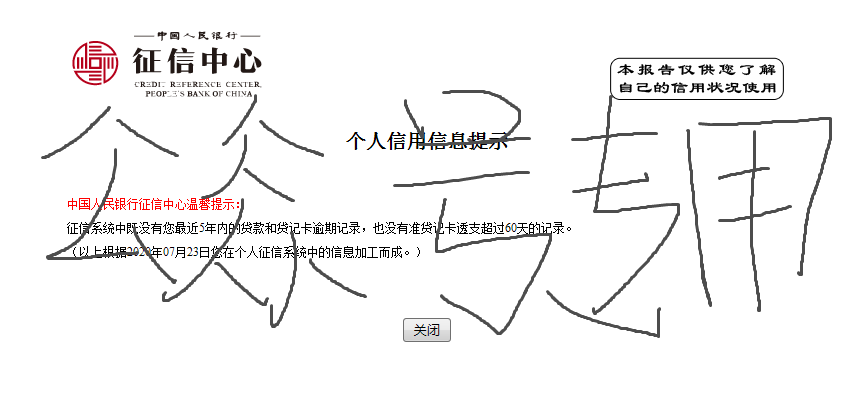 中国人民银行
征信中心
CREDIT REFERENCE CENTER,
PEOPLE'S BANK OF CHINA
本报告仅供您了解
自己的信用状况使用
个人信用信息提示
中国人民银行征信中心温馨提示：
征信系统中既没有您最近5年内的贷款和贷记卡逾期记录，也没有准贷记卡透支超过60天的记录。
（以上根据2020年07月23日您在个人征信系统中的信息加工而成。）
关闭